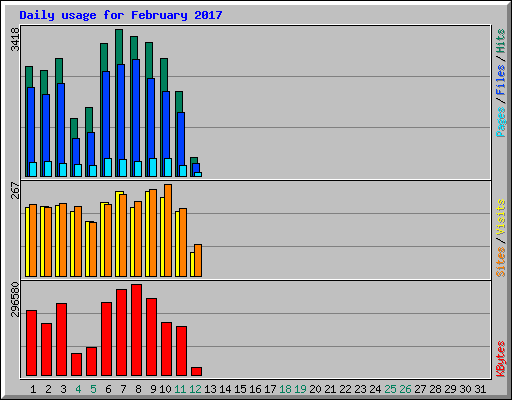 Daily usage for February 2017
3418
Pages / Files / Hits
267
Sites / Visits
296580
KBytes
1 2 3 4 5 6 7 8 9 10 11 12 13 14 15 16 17 18 19 20 21 22 23 24 25 26 27 28 29 30 31